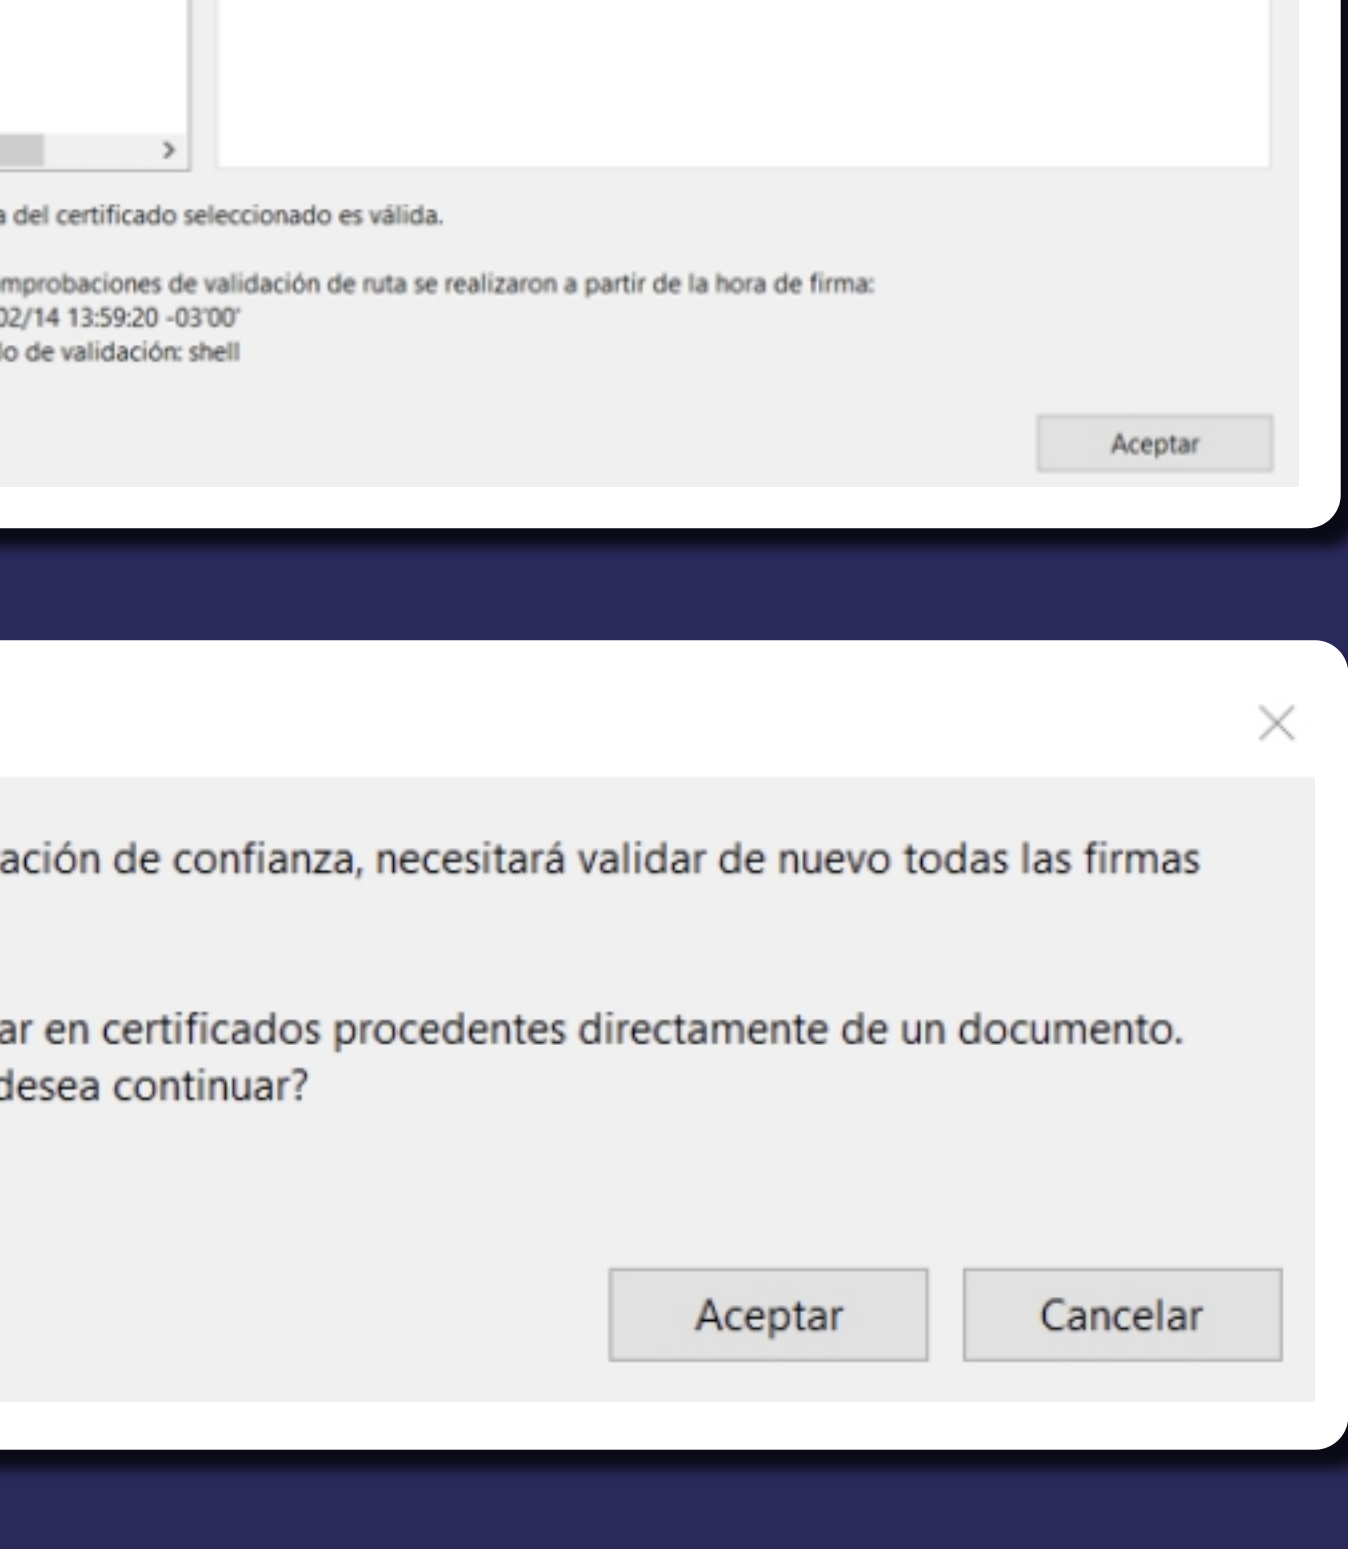 a del certificado seleccionado es válida.
mprobaciones de validación de ruta se realizaron a partir de la hora de firma:
02/14 13:59:20 -03'00'
lo de validación: shell
Aceptar
ación de confianza, necesitará validar de nuevo todas las firmas
ar en certificados procedentes directamente de un documento.
desea continuar?
Aceptar
Cancelar